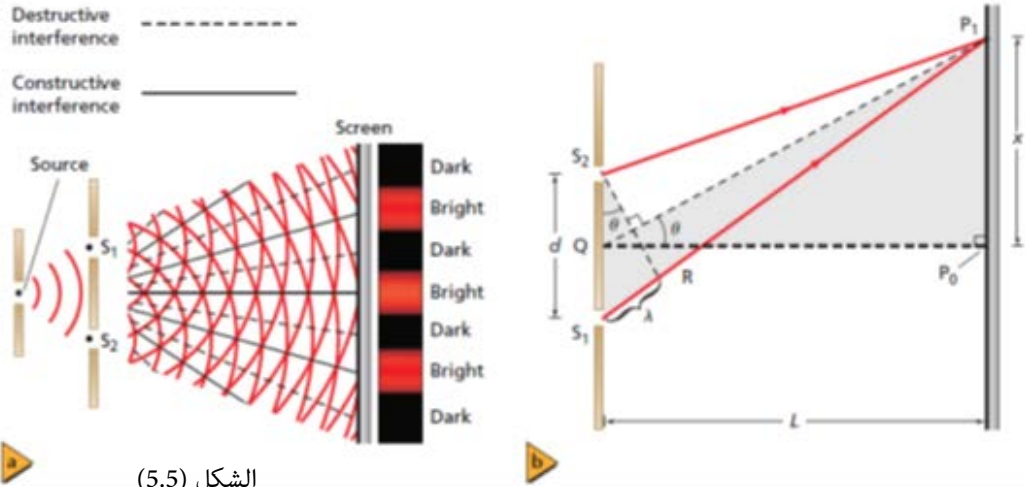 Destructive
interference
Constructive
interference
Source
Screen
S1
S2
Dark
Bright
Dark
Bright
Dark
Bright
Dark
a
الشكل (5.5)
P1
S2
x
θ
θ
d
Q
R
P0
λ
S1
L
b